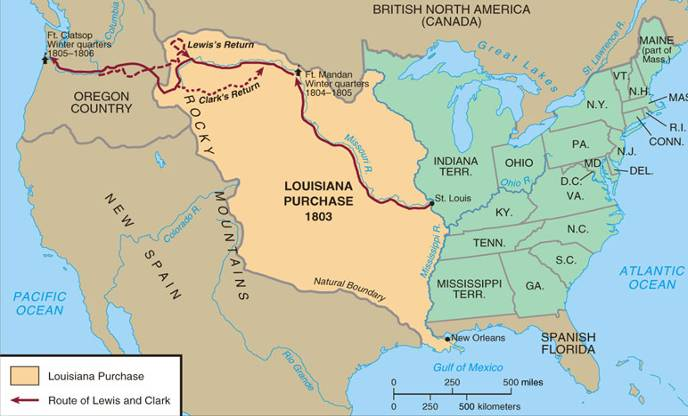 BRITISH NORTH AMERICA
(CANADA)
Ft. Clatsop
Winter quarters
1805–1806
Columbia R.
Lewis's Return
Clark's Return
Ft. Mandan
Winter quarters
1804–1805
OREGON
COUNTRY
ROCKY
MOUNTAINS
Missouri R.
Great Lakes
St. Lawrence R.
MAINE
(part of
Mass.)
VT.
N.H.
MAS
R.I.
CONN.
N.Y.
PA.
N.J.
MD.
DEL.
D.C.
VA.
INDIANA
TERR.
OHIO
Ohio R.
LOUISIANA
PURCHASE
1803
St. Louis
KY.
N.C.
TENN.
S.C.
MISSISSIPPI
TERR.
GA.
Mississippi R.
NEW SPAIN
Colorado R.
Natural Boundary
PACIFIC
OCEAN
ATLANTIC
OCEAN
New Orleans
SPANISH
FLORIDA
Rio Grande
Gulf of Mexico
Louisiana Purchase
Route of Lewis and Clark
0 250 500 miles
0 250 500 kilometers